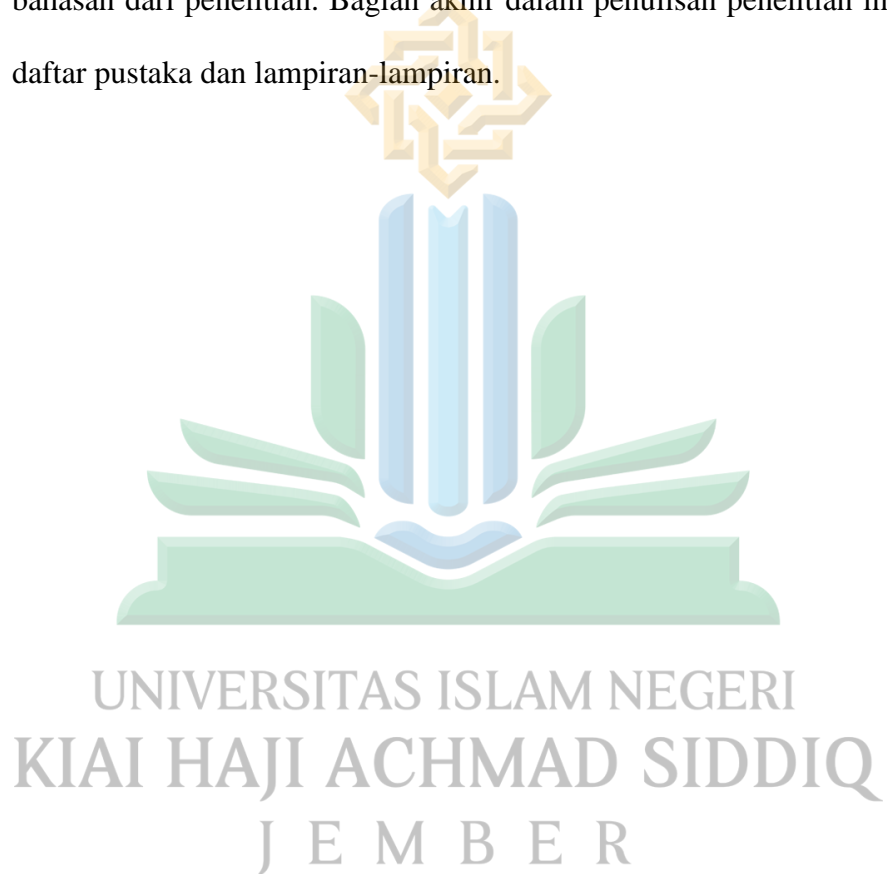 bahasan dari penelitian. Bagian akhir dalam penulisan penelitian
daftar pustaka dan lampiran-lampiran.
UNIVERSITAS ISLAM NEGERI
KIAI HAJI ACHMAD SIDDIQ
JEMBER